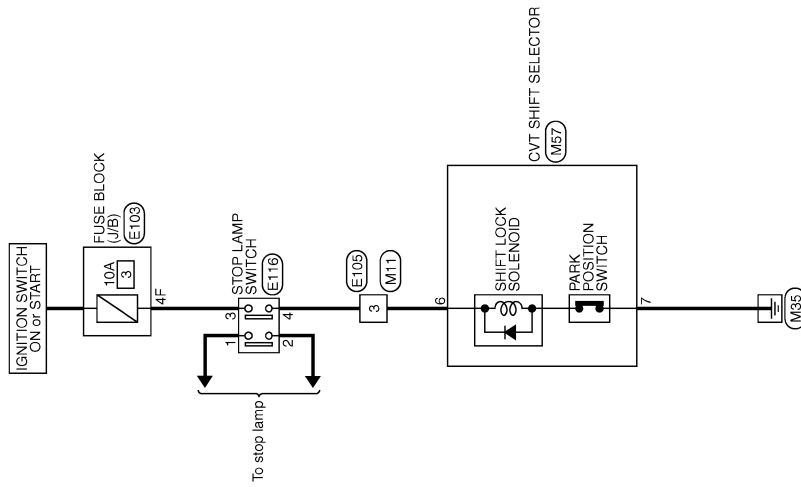 IGNITION SWITCH
ON or START
FUSE BLOCK
(J/B)
E103
10A
3
4F
STOP LAMP
SWITCH
E116
1
3
2
4
To stop lamp
E105
3
M11
CVT SHIFT SELECTOR
M57
6
SHIFT LOCK
SOLENOID
PARK
POSITION
SWITCH
7
M35